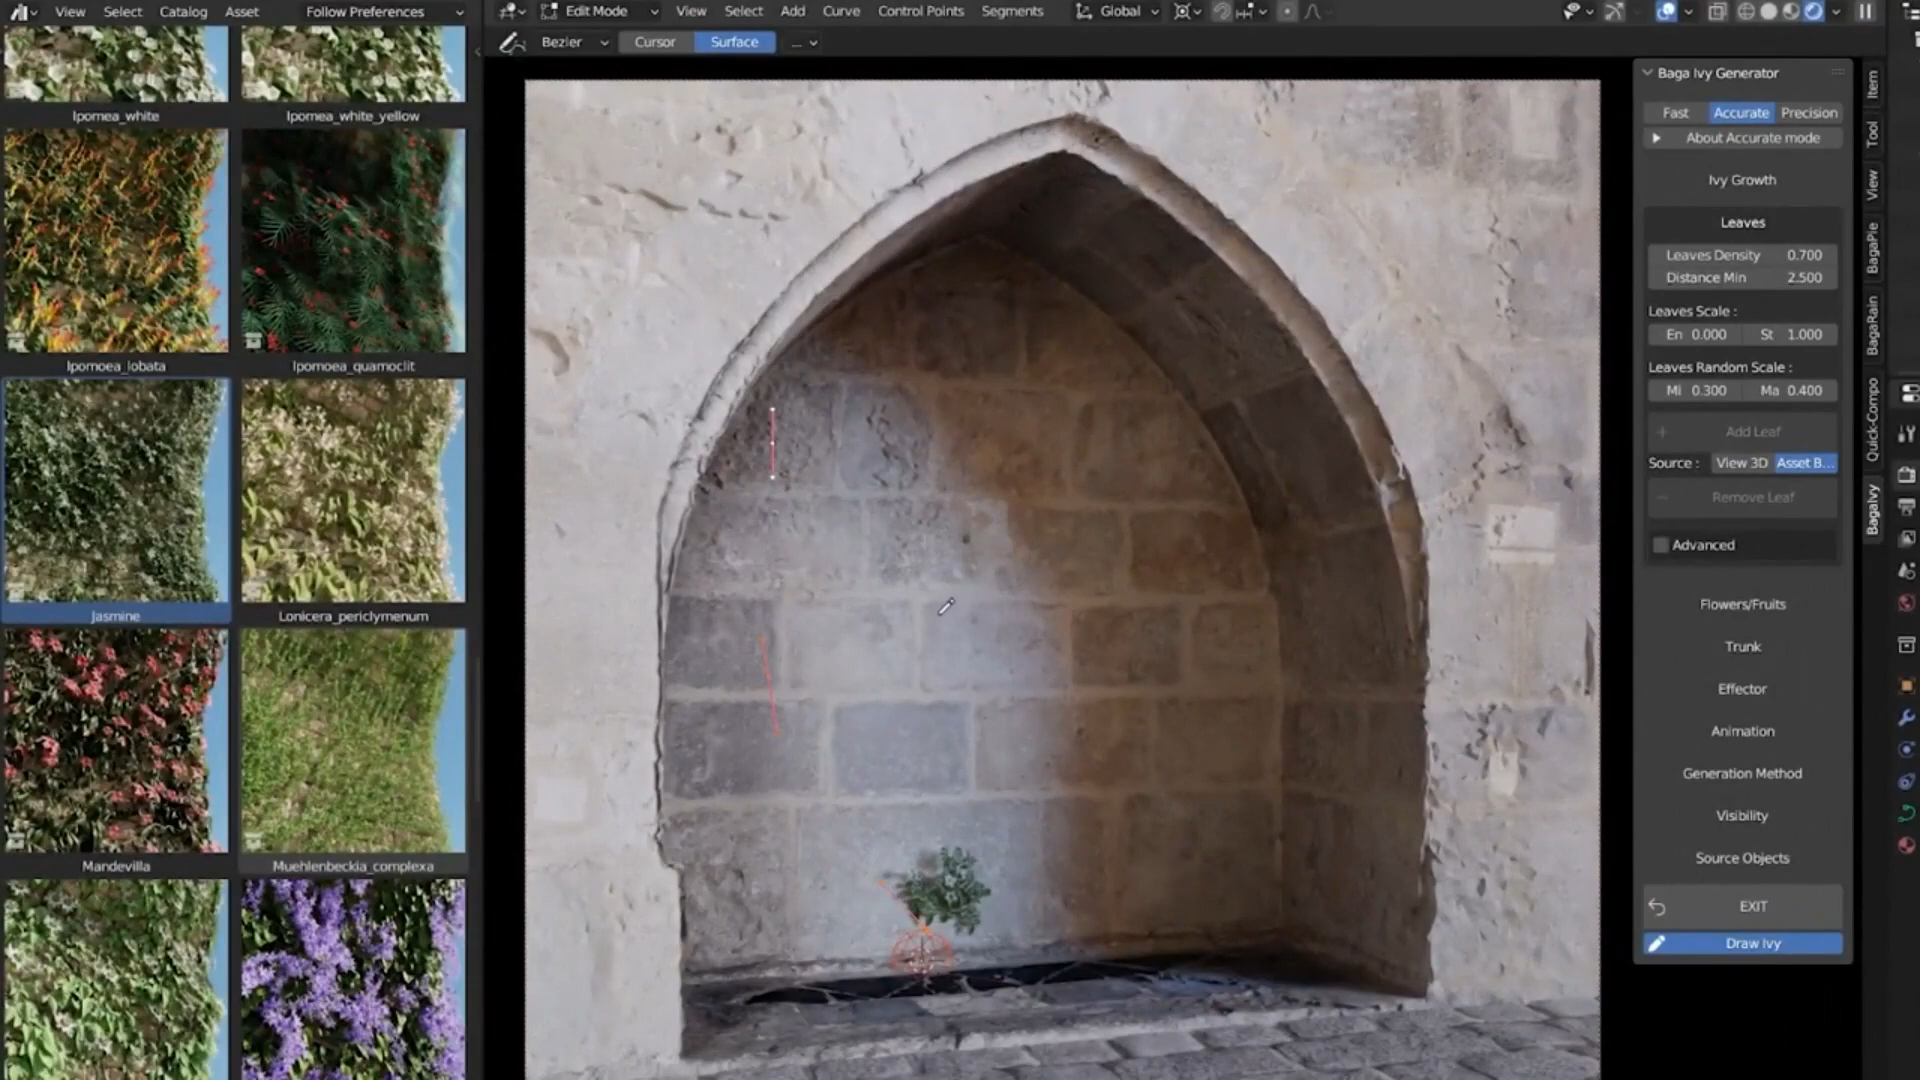 View Select Catalog Asset Follow Preferences
Edit Mode View Select Add Curve Control Points Segments Global
Bezier Cursor Surface ...
Ipomea_white
Ipomea_white_yellow
Ipomoea_lobata
Ipomoea_quamoclit
Jasmine
Lonicera_periclymenum
Mandevilla
Muehlenbeckia_complexa
Baga Ivy Generator
Fast Accurate Precision
About Accurate mode
Ivy Growth
Leaves
Leaves Density 0.700
Distance Min 2.500
Leaves Scale :
En 0.000 St 1.000
Leaves Random Scale :
Mi 0.300 Ma 0.400
Add Leaf
Source : View 3D Asset B...
Remove Leaf
Advanced
Flowers/Fruits
Trunk
Effector
Animation
Generation Method
Visibility
Source Objects
EXIT
Draw Ivy
Item
Tool
View
BagaPie
BagaRain
Quick-Compo
BagaIvy